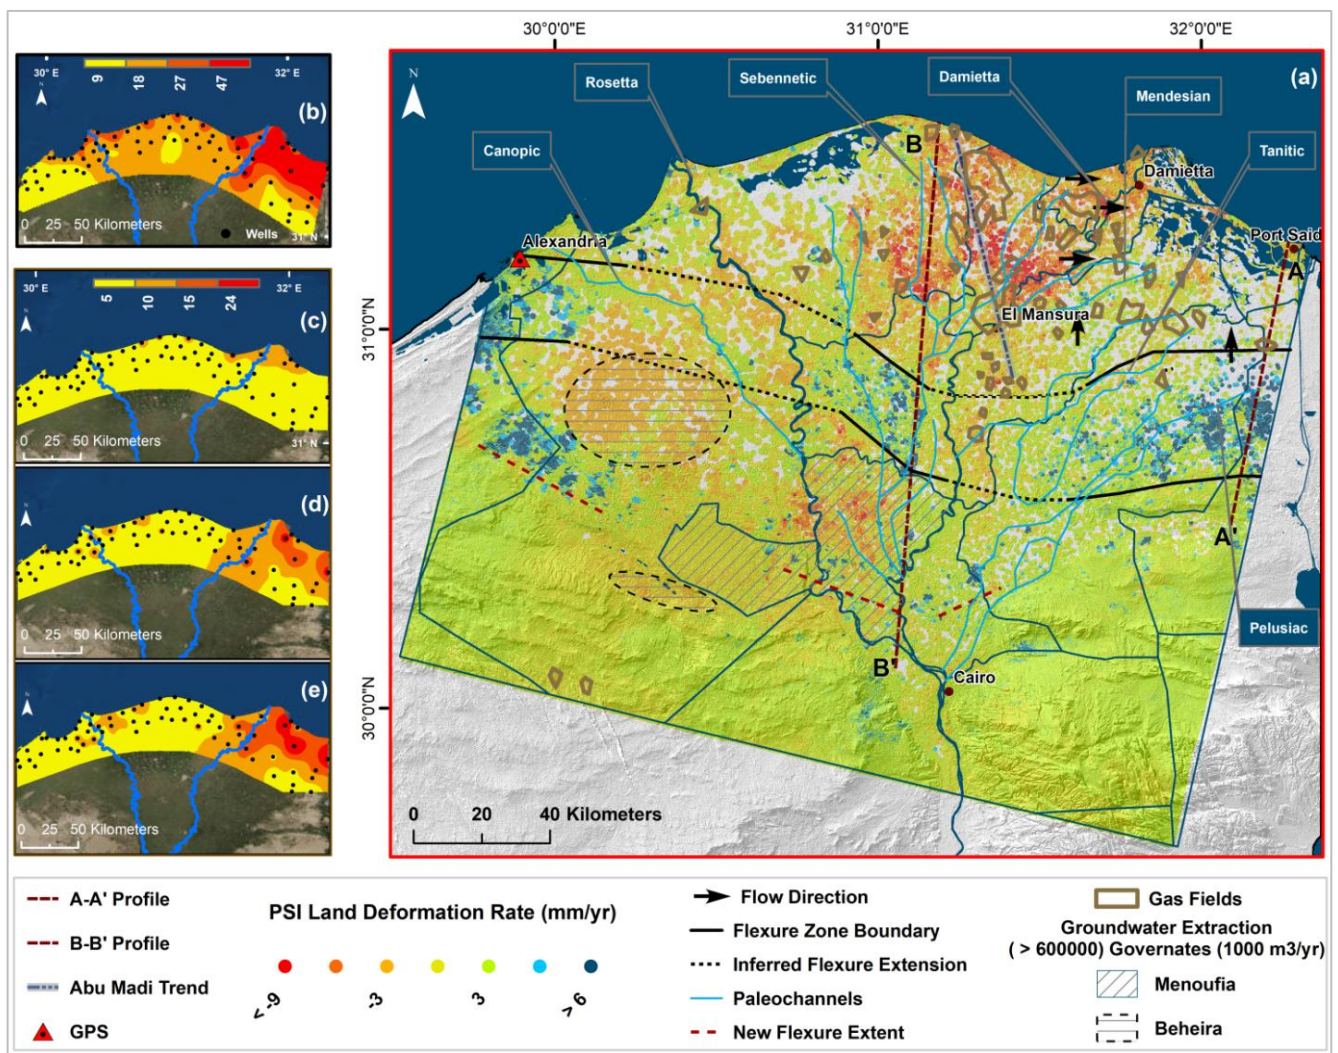 30°0'0"E
31°0'0"E
32°0'0"E
30° E
9
18
27
47
32° E
N
(b)
0 25 50 Kilometers
Wells
31° N
30° E
5
10
15
24
32° E
N
(c)
0 25 50 Kilometers
31° N
N
(d)
0 25 50 Kilometers
N
(e)
0 25 50 Kilometers
N
(a)
Rosetta
Sebennetic
Damietta
Mendesian
Canopic
Tanitic
B
Damietta
Alexandria
Port Said
A
31°0'0"N
El Mansura
A'
Pelusiac
B'
Cairo
30°0'0"N
0 20 40 Kilometers
A-A' Profile
B-B' Profile
Abu Madi Trend
GPS
PSI Land Deformation Rate (mm/yr)
< -9
-3
3
> 6
Flow Direction
Flexure Zone Boundary
Inferred Flexure Extension
Paleochannels
New Flexure Extent
Gas Fields
Groundwater Extraction
( > 600000) Governates (1000 m3/yr)
Menoufia
Beheira